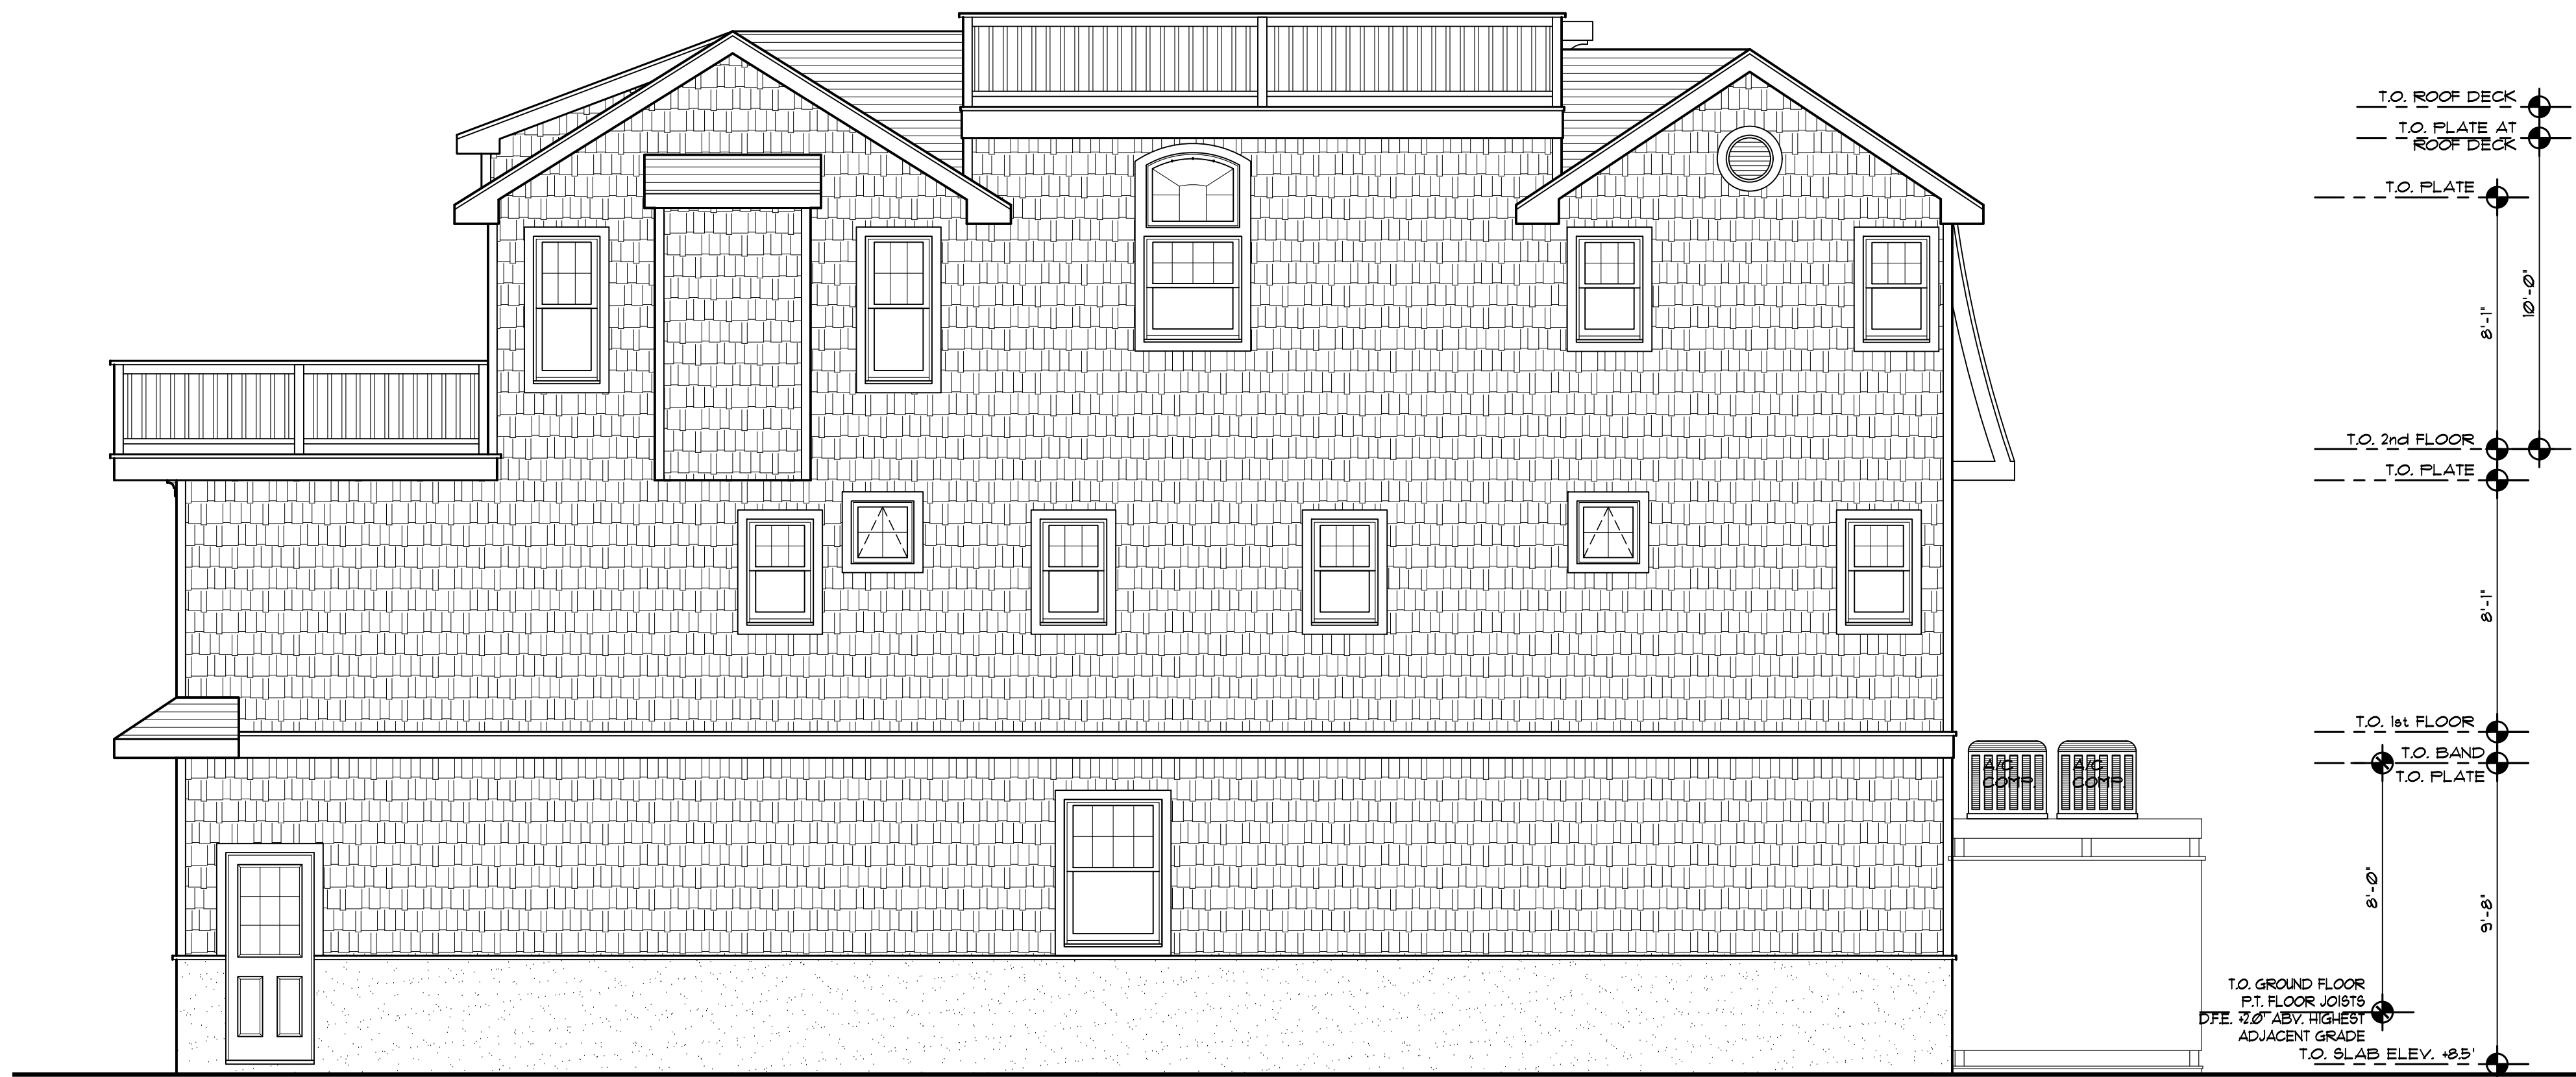 T.O. ROOF DECK
T.O. PLATE AT
ROOF DECK
T.O. PLATE
10'-0"
8'-1"
T.O. 2nd FLOOR
T.O. PLATE
8'-1"
T.O. 1st FLOOR
T.O. BAND
T.O. PLATE
A/C
COMP.
A/C
COMP.
8'-0"
9'-8"
T.O. GROUND FLOOR
P.T. FLOOR JOISTS
D.F.E. +2.0' ABV. HIGHEST
ADJACENT GRADE
T.O. SLAB ELEV. +8.5'